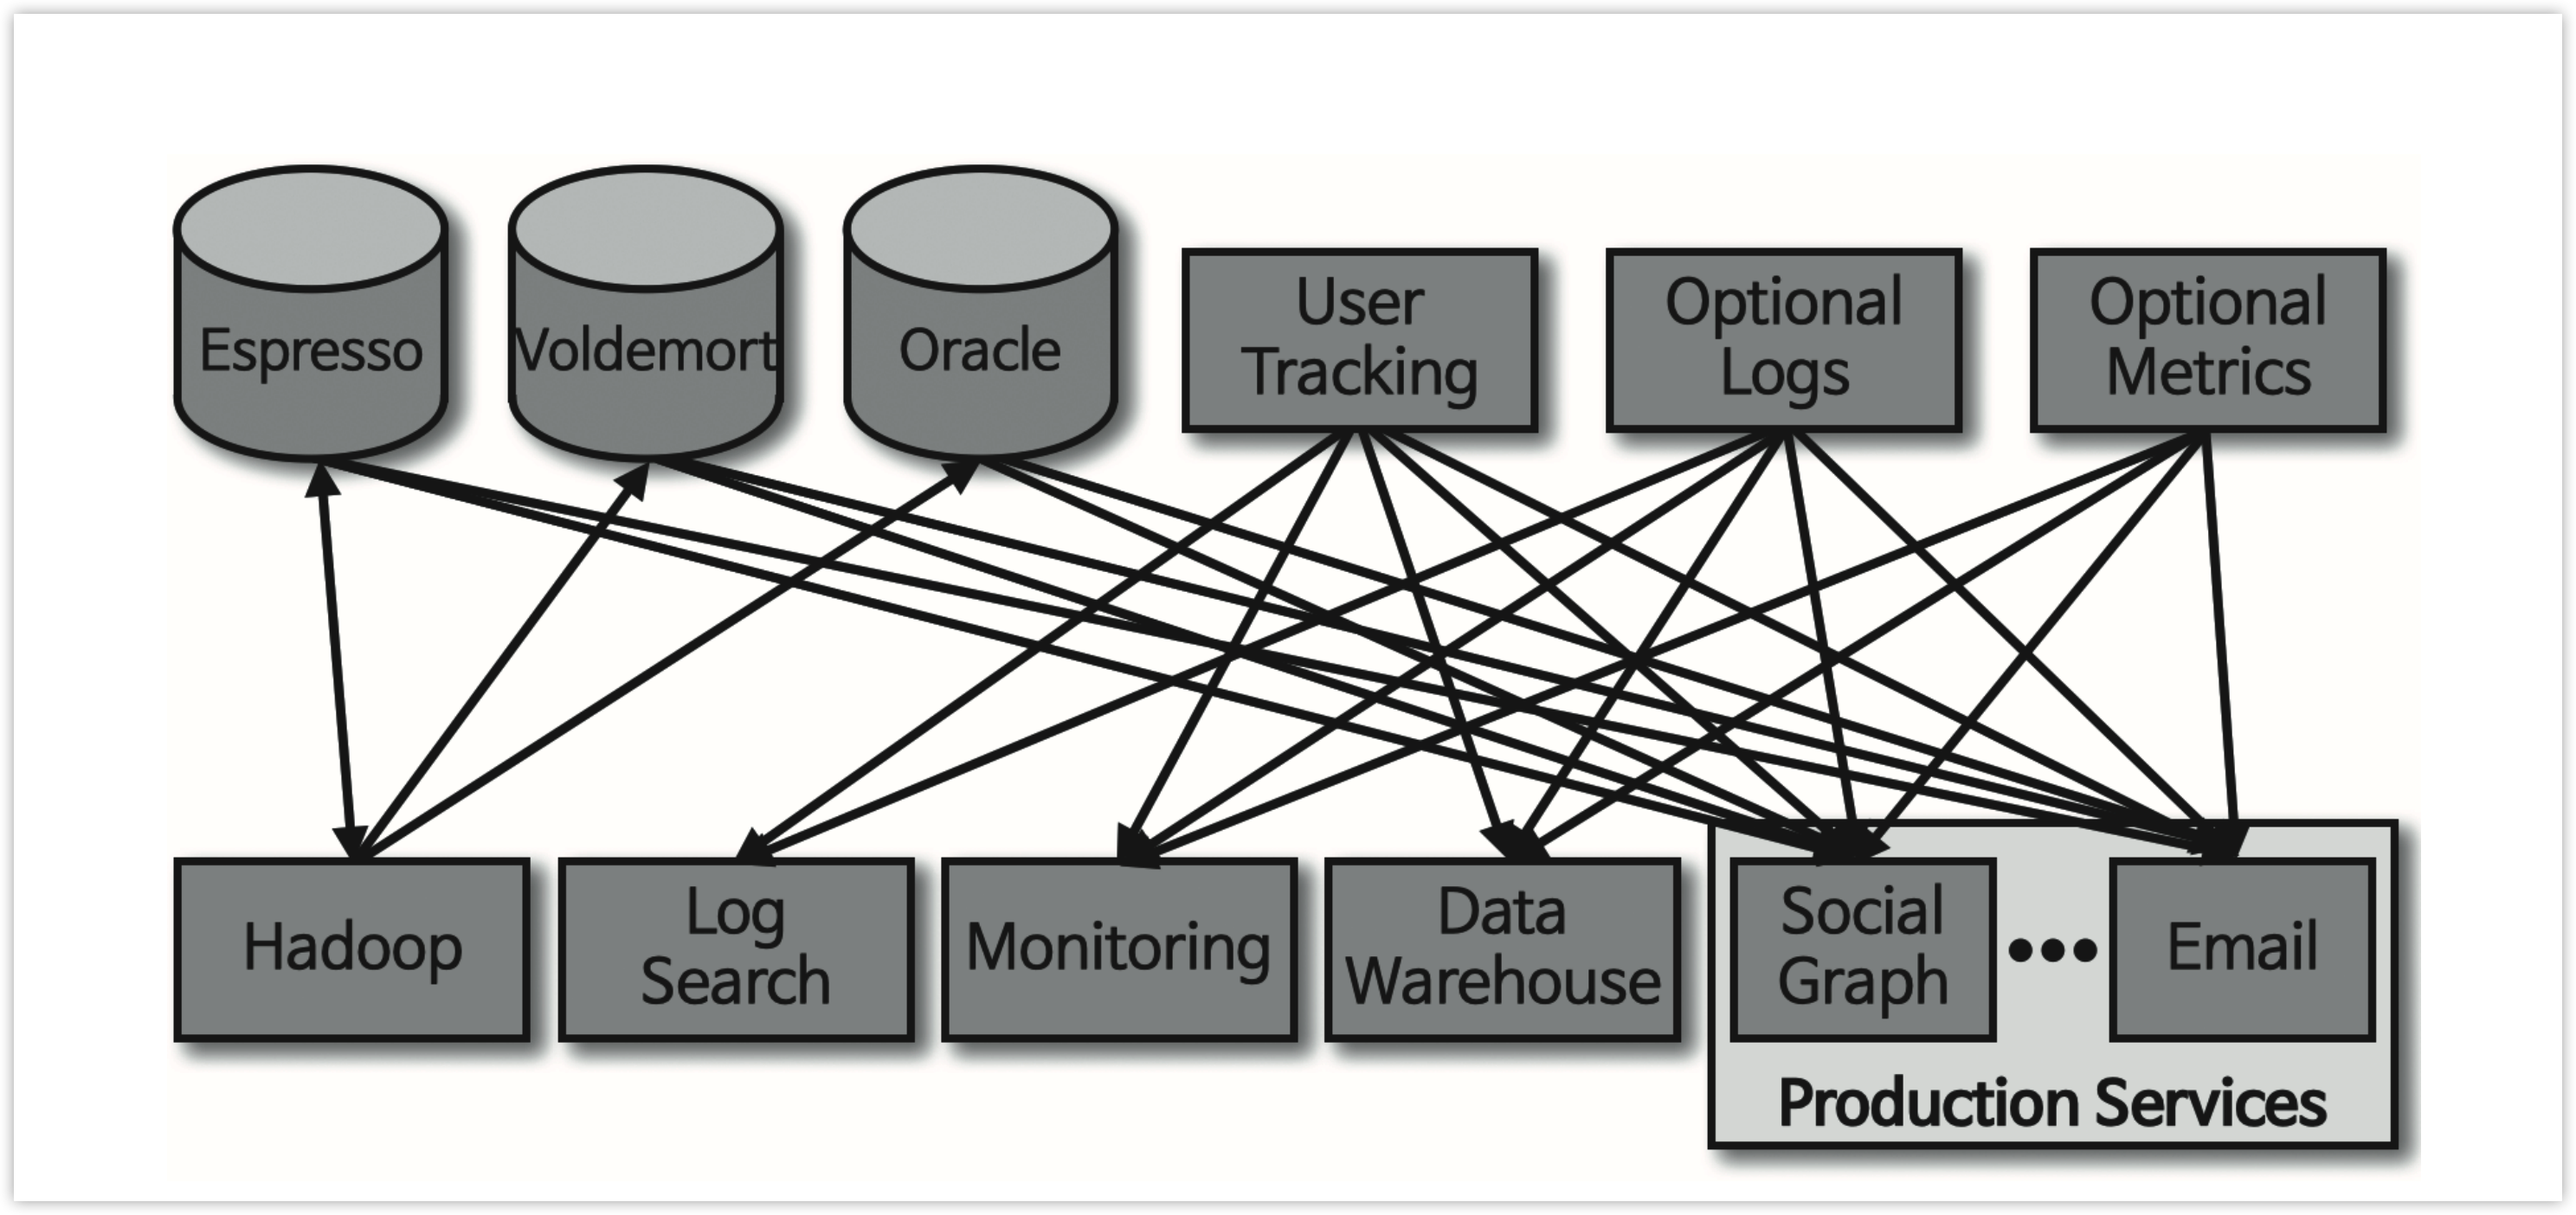 Espresso
Voldemort
Oracle
User
Tracking
Optional
Logs
Optional
Metrics
Hadoop
Log
Search
Monitoring
Data
Warehouse
Social
Graph
Email
Production Services